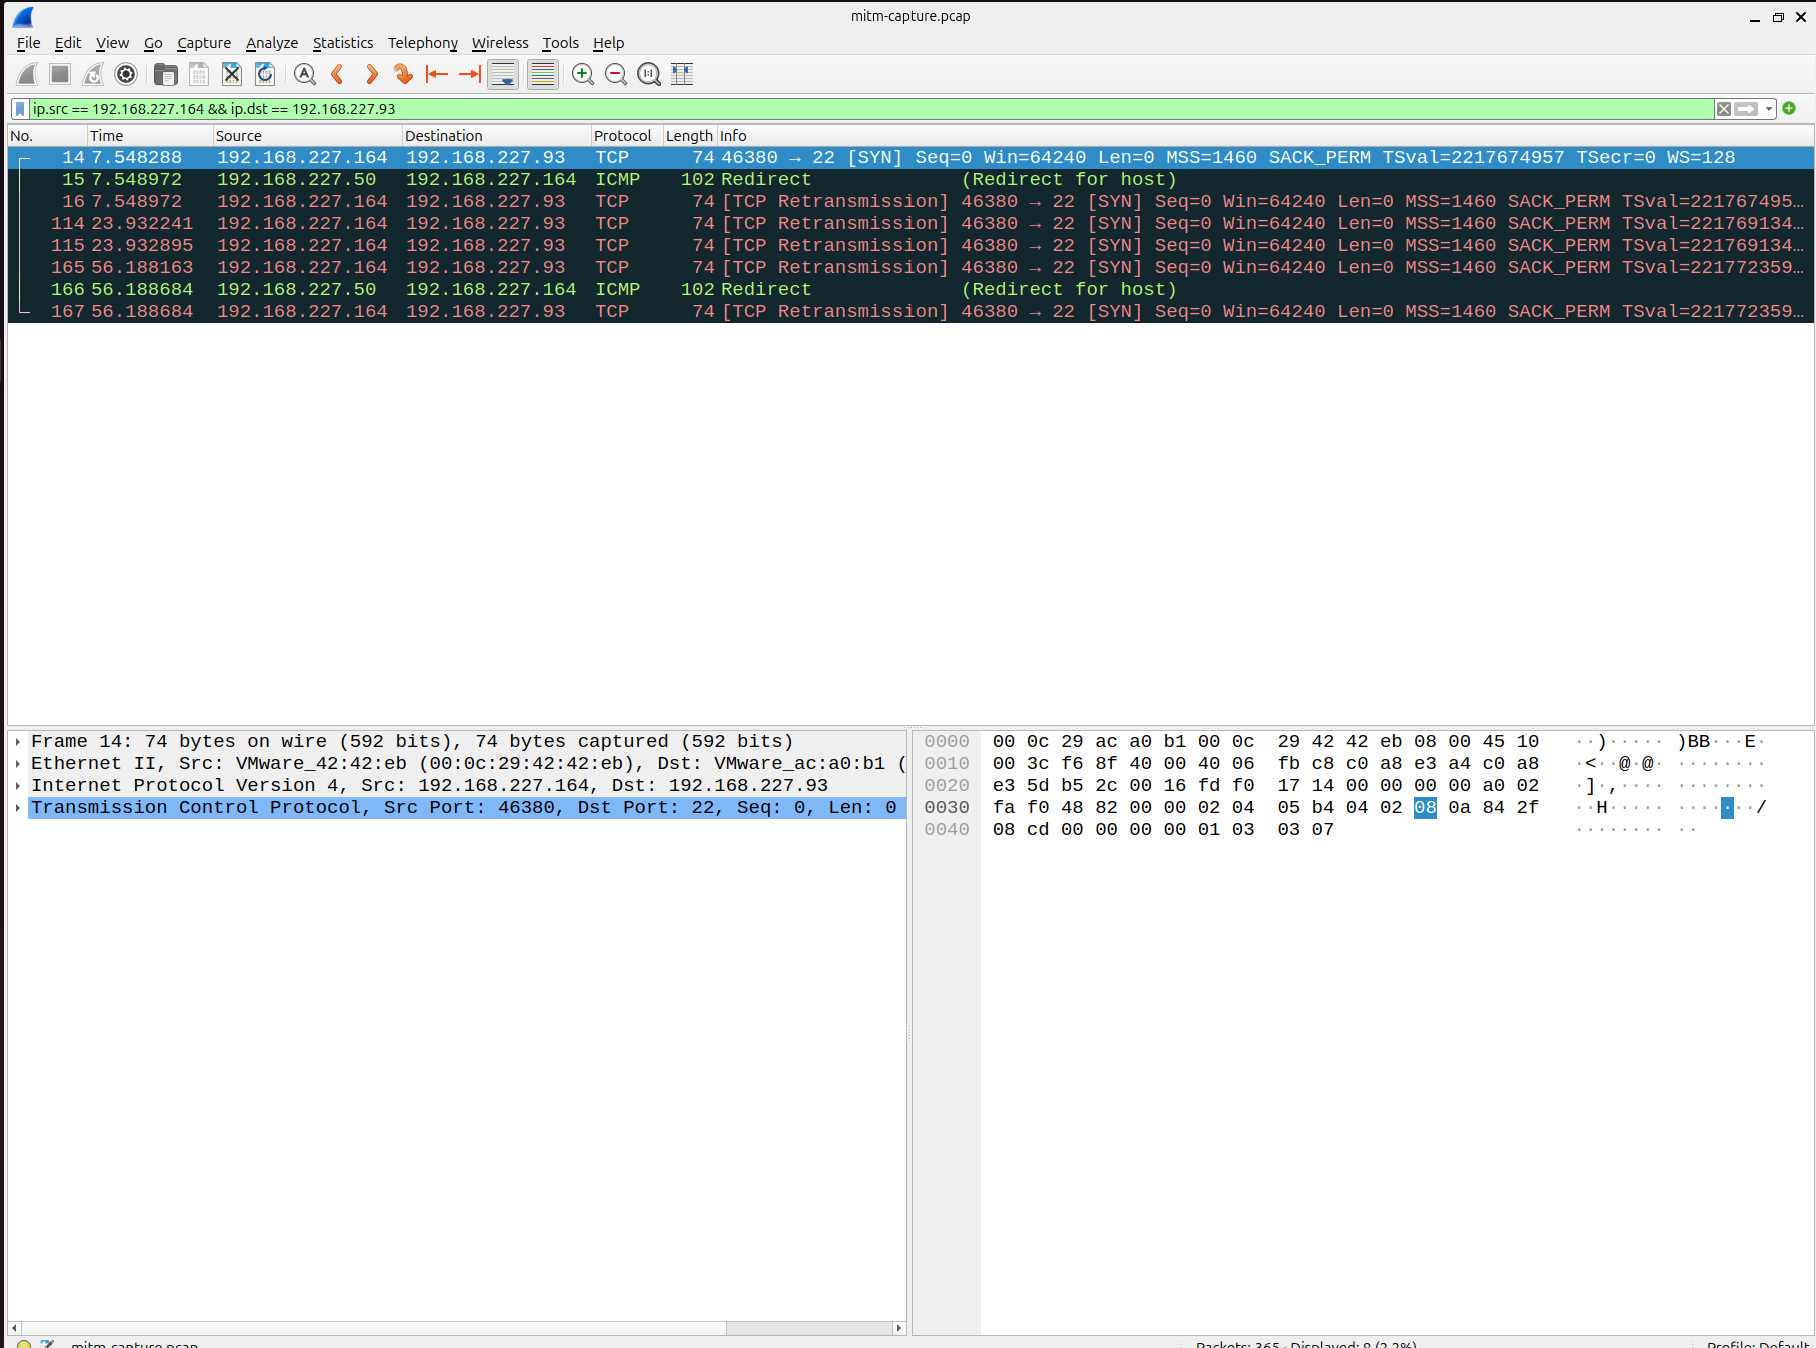 mitm-capture.pcap
File Edit View Go Capture Analyze Statistics Telephony Wireless Tools Help
ip.src == 192.168.227.164 && ip.dst == 192.168.227.93
No. Time Source Destination Protocol Length Info
14 7.548288 192.168.227.164 192.168.227.93 TCP 74 46380 → 22 [SYN] Seq=0 Win=64240 Len=0 MSS=1460 SACK_PERM TSval=2217674957 TSecr=0 WS=128
15 7.548972 192.168.227.50 192.168.227.164 ICMP 102 Redirect (Redirect for host)
16 7.548972 192.168.227.164 192.168.227.93 TCP 74 [TCP Retransmission] 46380 → 22 [SYN] Seq=0 Win=64240 Len=0 MSS=1460 SACK_PERM TSval=221767495…
114 23.932241 192.168.227.164 192.168.227.93 TCP 74 [TCP Retransmission] 46380 → 22 [SYN] Seq=0 Win=64240 Len=0 MSS=1460 SACK_PERM TSval=221769134…
115 23.932895 192.168.227.164 192.168.227.93 TCP 74 [TCP Retransmission] 46380 → 22 [SYN] Seq=0 Win=64240 Len=0 MSS=1460 SACK_PERM TSval=221769134…
165 56.188163 192.168.227.164 192.168.227.93 TCP 74 [TCP Retransmission] 46380 → 22 [SYN] Seq=0 Win=64240 Len=0 MSS=1460 SACK_PERM TSval=221772359…
166 56.188684 192.168.227.50 192.168.227.164 ICMP 102 Redirect (Redirect for host)
167 56.188684 192.168.227.164 192.168.227.93 TCP 74 [TCP Retransmission] 46380 → 22 [SYN] Seq=0 Win=64240 Len=0 MSS=1460 SACK_PERM TSval=221772359…
Frame 14: 74 bytes on wire (592 bits), 74 bytes captured (592 bits)
Ethernet II, Src: VMware_42:42:eb (00:0c:29:42:42:eb), Dst: VMware_ac:a0:b1 (
Internet Protocol Version 4, Src: 192.168.227.164, Dst: 192.168.227.93
Transmission Control Protocol, Src Port: 46380, Dst Port: 22, Seq: 0, Len: 0
0000 00 0c 29 ac a0 b1 00 0c 29 42 42 eb 08 00 45 10 ··)····· )BB···E·
0010 00 3c f6 8f 40 00 40 06 fb c8 c0 a8 e3 a4 c0 a8 ·<··@·@· ········
0020 e3 5d b5 2c 00 16 fd f0 17 14 00 00 00 00 a0 02 ·]·,···· ········
0030 fa f0 48 82 00 00 02 04 05 b4 04 02 08 0a 84 2f ··H····· ·······/
0040 08 cd 00 00 00 00 01 03 03 07 ········ ··
mitm-capture.pcap Packets: 365 · Displayed: 8 (2.2%) Profile: Default